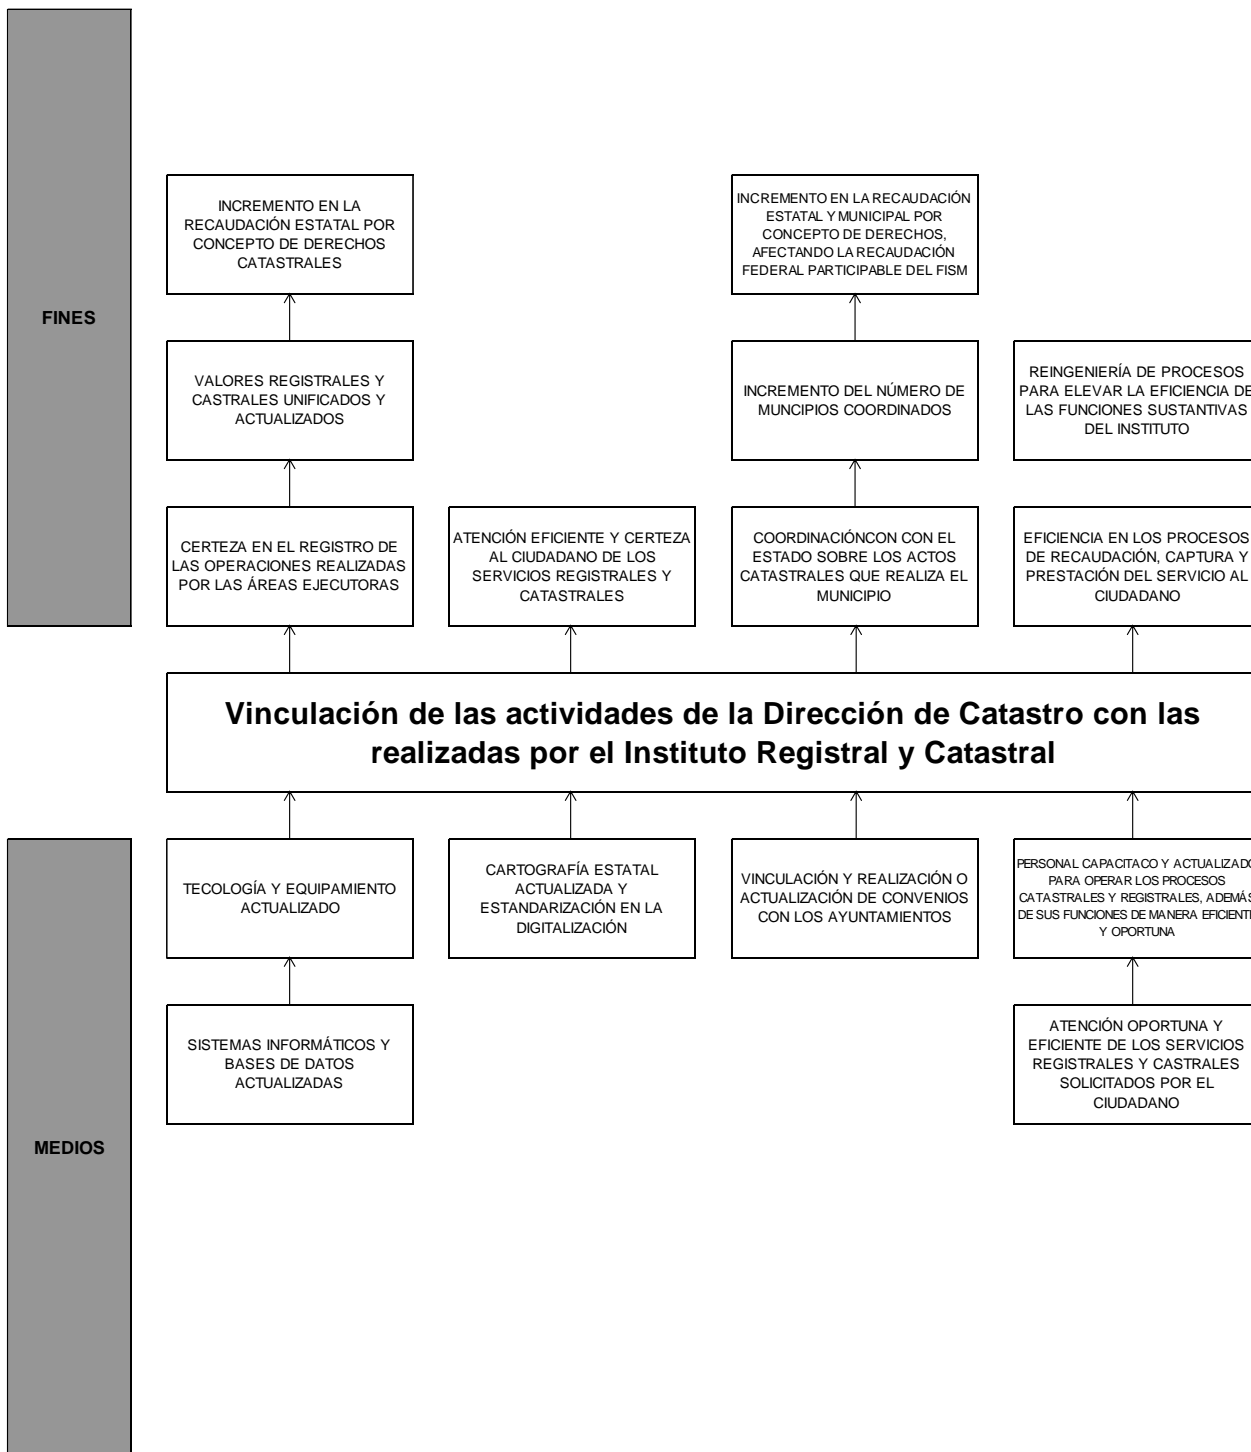 INCREMENTO EN LA
RECAUDACIÓN ESTATAL POR
CONCEPTO DE DERECHOS
CATASTRALES
INCREMENTO EN LA RECAUDACIÓN
ESTATAL Y MUNICIPAL POR
CONCEPTO DE DERECHOS,
AFECTANDO LA RECAUDACIÓN
FEDERAL PARTICIPABLE DEL FISM
FINES
VALORES REGISTRALES Y
CASTRALES UNIFICADOS Y
ACTUALIZADOS
INCREMENTO DEL NÚMERO DE
MUNCIPIOS COORDINADOS
REINGENIERÍA DE PROCESOS
PARA ELEVAR LA EFICIENCIA DE
LAS FUNCIONES SUSTANTIVAS
DEL INSTITUTO
CERTEZA EN EL REGISTRO DE
LAS OPERACIONES REALIZADAS
POR LAS ÁREAS EJECUTORAS
ATENCIÓN EFICIENTE Y CERTEZA
AL CIUDADANO DE LOS
SERVICIOS REGISTRALES Y
CATASTRALES
COORDINACIÓNCON CON EL
ESTADO SOBRE LOS ACTOS
CATASTRALES QUE REALIZA EL
MUNICIPIO
EFICIENCIA EN LOS PROCESOS
DE RECAUDACIÓN, CAPTURA Y
PRESTACIÓN DEL SERVICIO AL
CIUDADANO
Vinculación de las actividades de la Dirección de Catastro con las
realizadas por el Instituto Registral y Catastral
TECOLOGÍA Y EQUIPAMIENTO
ACTUALIZADO
CARTOGRAFÍA ESTATAL
ACTUALIZADA Y
ESTANDARIZACIÓN EN LA
DIGITALIZACIÓN
VINCULACIÓN Y REALIZACIÓN O
ACTUALIZACIÓN DE CONVENIOS
CON LOS AYUNTAMIENTOS
PERSONAL CAPACITACO Y ACTUALIZADO
PARA OPERAR LOS PROCESOS
CATASTRALES Y REGISTRALES, ADEMÁS
DE SUS FUNCIONES DE MANERA EFICIENTE
Y OPORTUNA
SISTEMAS INFORMÁTICOS Y
BASES DE DATOS
ACTUALIZADAS
ATENCIÓN OPORTUNA Y
EFICIENTE DE LOS SERVICIOS
REGISTRALES Y CASTRALES
SOLICITADOS POR EL
CIUDADANO
MEDIOS